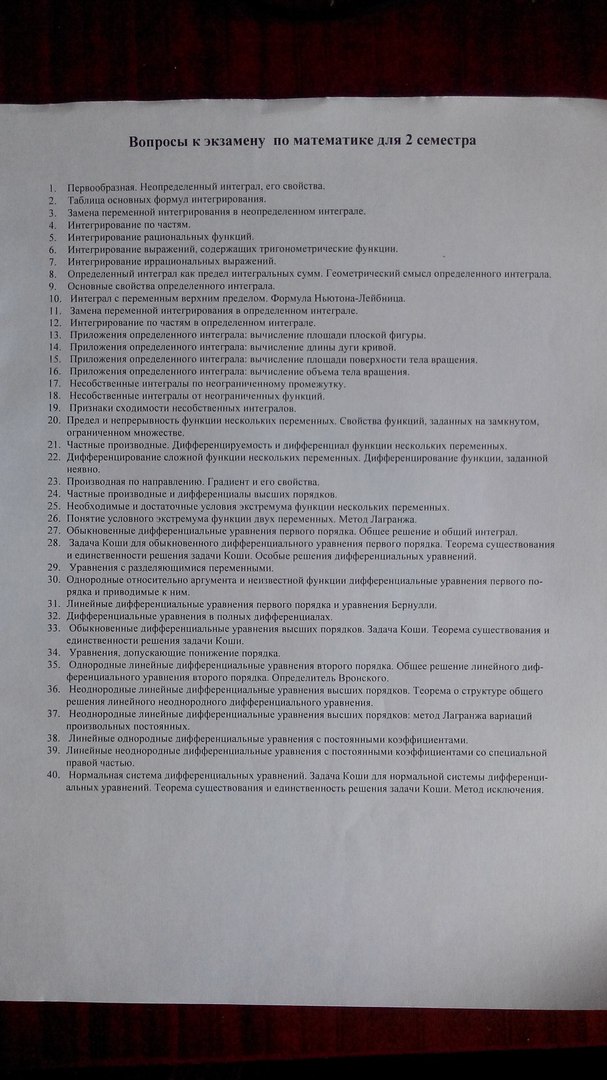 Вопросы к экзамену по математике для 2 семестра
1. Первообразная. Неопределенный интеграл, его свойства.
2. Таблица основных формул интегрирования.
3. Замена переменной интегрирования в неопределенном интеграле.
4. Интегрирование по частям.
5. Интегрирование рациональных функций.
6. Интегрирование выражений, содержащих тригонометрические функции.
7. Интегрирование иррациональных выражений.
8. Определенный интеграл как предел интегральных сумм. Геометрический смысл определенного интеграла.
9. Основные свойства определенного интеграла.
10. Интеграл с переменным верхним пределом. Формула Ньютона-Лейбница.
11. Замена переменной интегрирования в определенном интеграле.
12. Интегрирование по частям в определенном интеграле.
13. Приложения определенного интеграла: вычисление площади плоской фигуры.
14. Приложения определенного интеграла: вычисление длины дуги кривой.
15. Приложения определенного интеграла: вычисление площади поверхности тела вращения.
16. Приложения определенного интеграла: вычисление объема тела вращения.
17. Несобственные интегралы по неограниченному промежутку.
18. Несобственные интегралы от неограниченных функций.
19. Признаки сходимости несобственных интегралов.
20. Предел и непрерывность функции нескольких переменных. Свойства функций, заданных на замкнутом,
ограниченном множестве.
21. Частные производные. Дифференцируемость и дифференциал функции нескольких переменных.
22. Дифференцирование сложной функции нескольких переменных. Дифференцирование функции, заданной
неявно.
23. Производная по направлению. Градиент и его свойства.
24. Частные производные и дифференциалы высших порядков.
25. Необходимые и достаточные условия экстремума функции нескольких переменных.
26. Понятие условного экстремума функции двух переменных. Метод Лагранжа.
27. Обыкновенные дифференциальные уравнения первого порядка. Общее решение и общий интеграл.
28. Задача Коши для обыкновенного дифференциального уравнения первого порядка. Теорема существования
и единственности решения задачи Коши. Особые решения дифференциальных уравнений.
29. Уравнения с разделяющимися переменными.
30. Однородные относительно аргумента и неизвестной функции дифференциальные уравнения первого по-
рядка и приводимые к ним.
31. Линейные дифференциальные уравнения первого порядка и уравнения Бернулли.
32. Дифференциальные уравнения в полных дифференциалах.
33. Обыкновенные дифференциальные уравнения высших порядков. Задача Коши. Теорема существования и
единственности решения задачи Коши.
34. Уравнения, допускающие понижение порядка.
35. Однородные линейные дифференциальные уравнения второго порядка. Общее решение линейного диф-
ференциального уравнения второго порядка. Определитель Вронского.
36. Неоднородные линейные дифференциальные уравнения высших порядков. Теорема о структуре общего
решения линейного неоднородного дифференциального уравнения.
37. Неоднородные линейные дифференциальные уравнения высших порядков: метод Лагранжа вариаций
произвольных постоянных.
38. Линейные однородные дифференциальные уравнения с постоянными коэффициентами.
39. Линейные неоднородные дифференциальные уравнения с постоянными коэффициентами со специальной
правой частью.
40. Нормальная система дифференциальных уравнений. Задача Коши для нормальной системы дифференци-
альных уравнений. Теорема существования и единственность решения задачи Коши. Метод исключения.